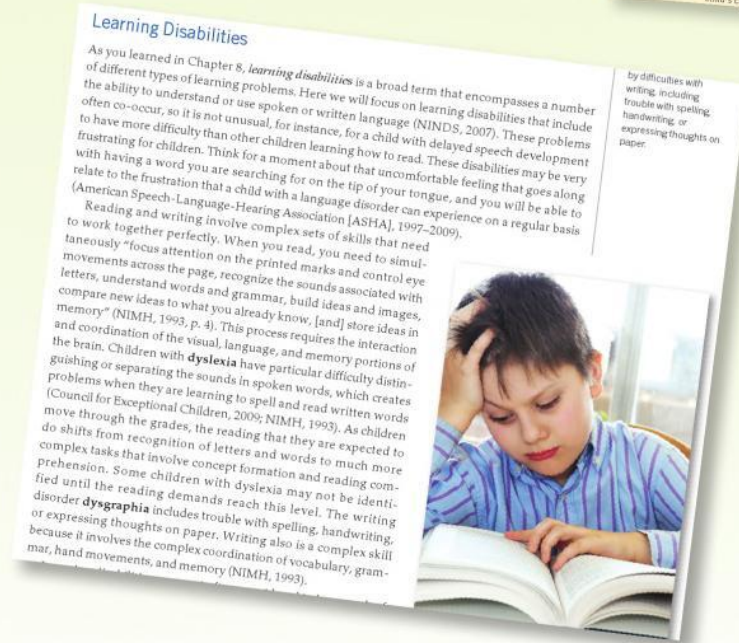 Learning Disabilities
As you learned in Chapter 8, learning disabilities is a broad term that encompasses a number
of different types of learning problems. Here we will focus on learning disabilities that include
the ability to understand or use spoken or written language (NINDS, 2007). These problems
often co-occur, so it is not unusual, for instance, for a child with delayed speech development
to have more difficulty than other children learning how to read. These disabilities may be very
frustrating for children. Think for a moment about that uncomfortable feeling that goes along
with having a word you are searching for on the tip of your tongue, and you will be able to
relate to the frustration that a child with a language disorder can experience on a regular basis
(American Speech-Language-Hearing Association [ASHA], 1997–2009).
Reading and writing involve complex sets of skills that need
to work together perfectly. When you read, you need to simul-
taneously “focus attention on the printed marks and control eye
movements across the page, recognize the sounds associated with
letters, understand words and grammar, build ideas and images,
compare new ideas to what you already know, [and] store ideas in
memory” (NIMH, 1993, p. 4). This process requires the interaction
and coordination of the visual, language, and memory portions of
the brain. Children with dyslexia have particular difficulty distin-
guishing or separating the sounds in spoken words, which creates
problems when they are learning to spell and read written words
(Council for Exceptional Children, 2009; NIMH, 1993). As children
move through the grades, the reading that they are expected to
do shifts from recognition of letters and words to much more
complex tasks that involve concept formation and reading com-
prehension. Some children with dyslexia may not be identi-
fied until the reading demands reach this level. The writing
disorder dysgraphia includes trouble with spelling, handwriting,
or expressing thoughts on paper. Writing also is a complex skill
because it involves the complex coordination of vocabulary, gram-
mar, hand movements, and memory (NIMH, 1993).
by difficulties with
writing, including
trouble with spelling,
handwriting, or
expressing thoughts on
paper.